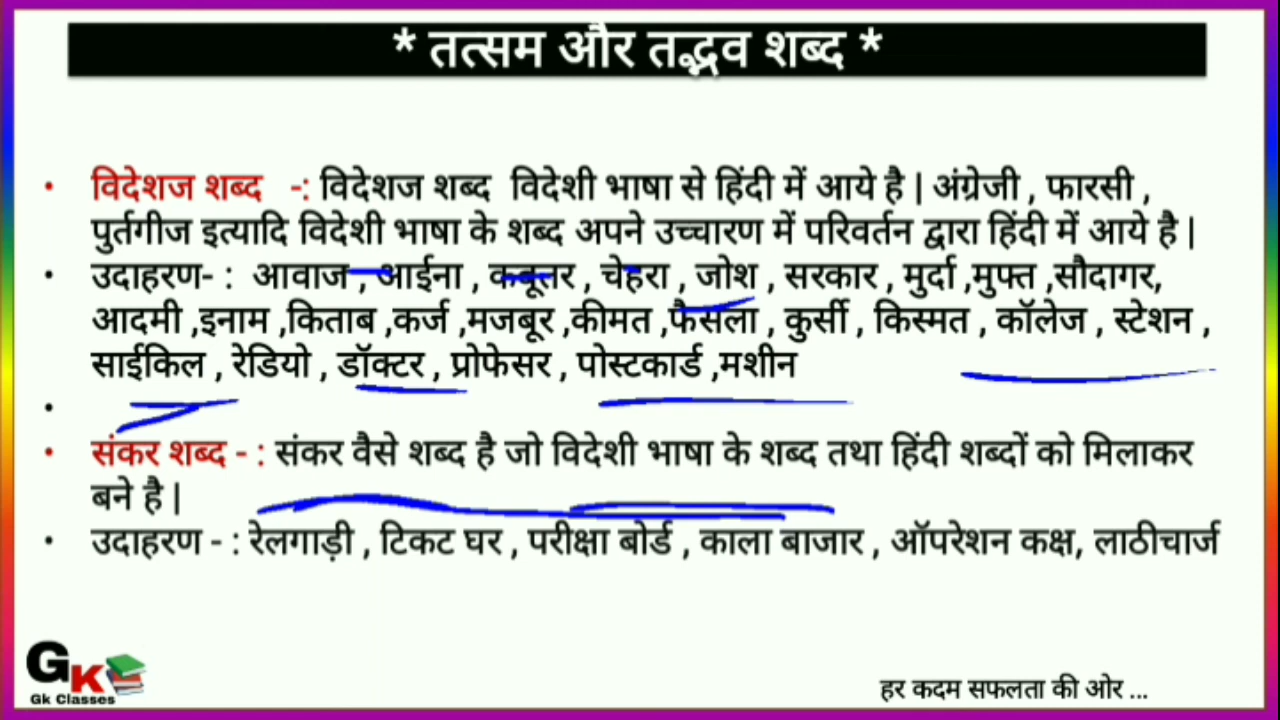 * तत्सम और तद्भव शब्द *
• विदेशज शब्द -: विदेशज शब्द विदेशी भाषा से हिंदी में आये है | अंग्रेजी , फारसी ,
पुर्तगीज इत्यादि विदेशी भाषा के शब्द अपने उच्चारण में परिवर्तन द्वारा हिंदी में आये है |
• उदाहरण- : आवाज , आईना , कबूतर , चेहरा , जोश , सरकार , मुर्दा ,मुफ्त ,सौदागर,
आदमी ,इनाम ,किताब ,कर्ज ,मजबूर ,कीमत ,फैसला , कुर्सी , किस्मत , कॉलेज , स्टेशन ,
साईकिल , रेडियो , डॉक्टर , प्रोफेसर , पोस्टकार्ड ,मशीन
•
• संकर शब्द - : संकर वैसे शब्द है जो विदेशी भाषा के शब्द तथा हिंदी शब्दों को मिलाकर
बने है |
• उदाहरण - : रेलगाड़ी , टिकट घर , परीक्षा बोर्ड , काला बाजार , ऑपरेशन कक्ष, लाठीचार्ज
GK
Gk Classes
हर कदम सफलता की ओर ...